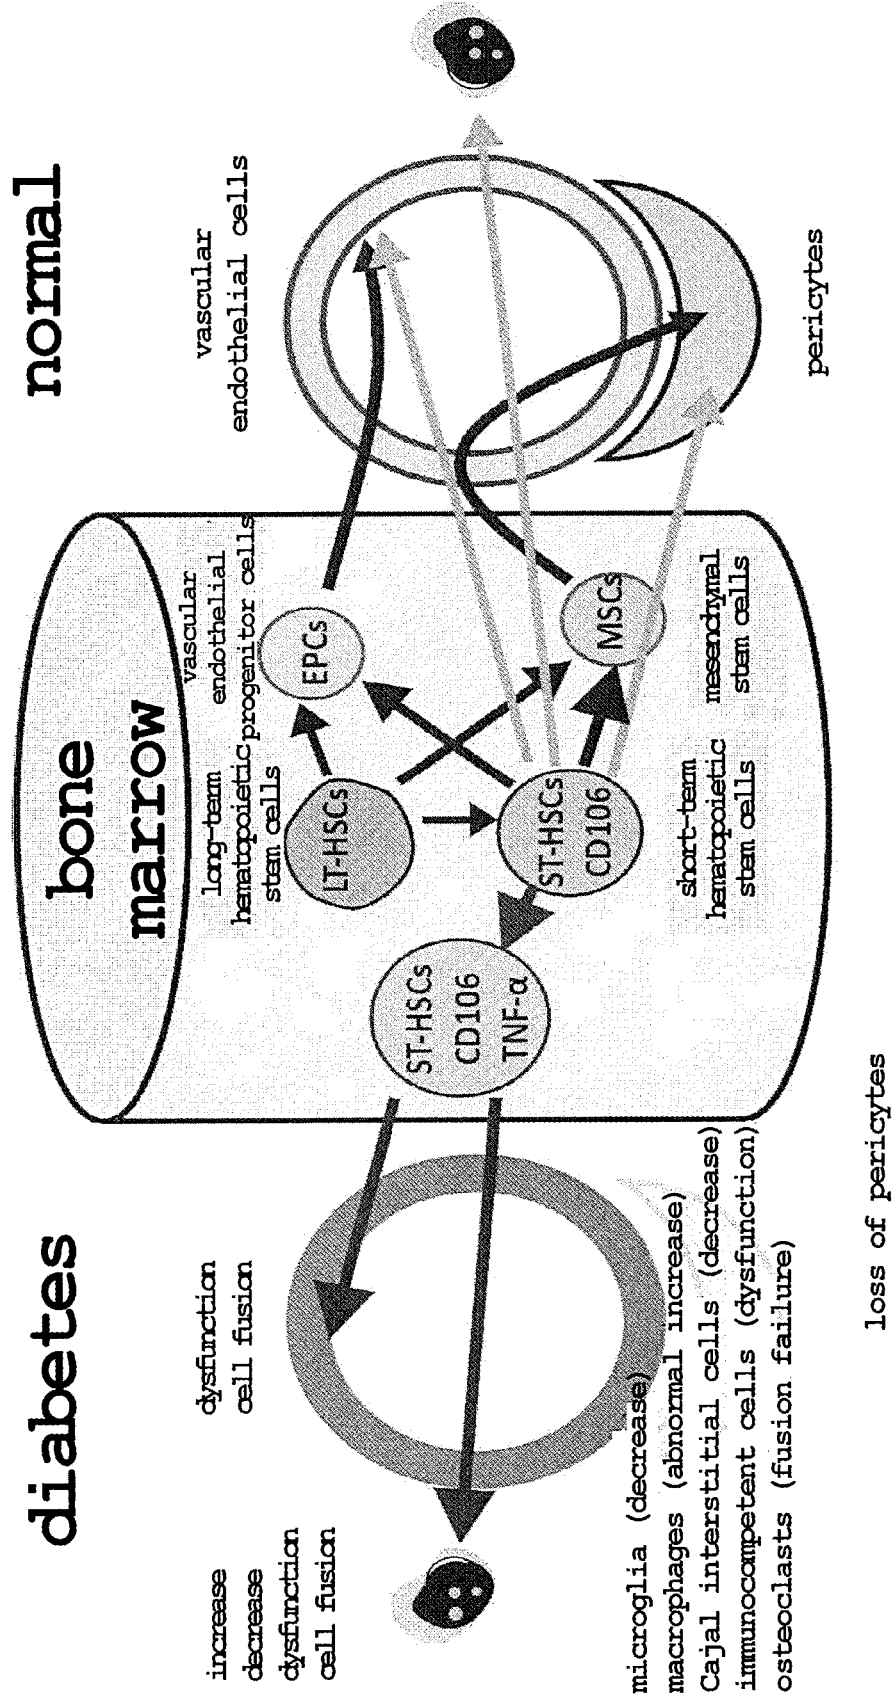 diabetes
bone
marrow
normal
increase
decrease
dysfunction
cell fusion
dysfunction
cell fusion
long-term
hematopoietic
stem cells
vascular
endothelial
progenitor cells
vascular
endothelial cells
LT-HSCs
EPCs
ST-HSCs
CD106
TNF-α
ST-HSCs
CD106
MSCs
microglia (decrease)
macrophages (abnormal increase)
Cajal interstitial cells (decrease)
immunocompetent cells (dysfunction)
osteoclasts (fusion failure)
short-term
hematopoietic
stem cells
mesenchymal
stem cells
pericytes
loss of pericytes